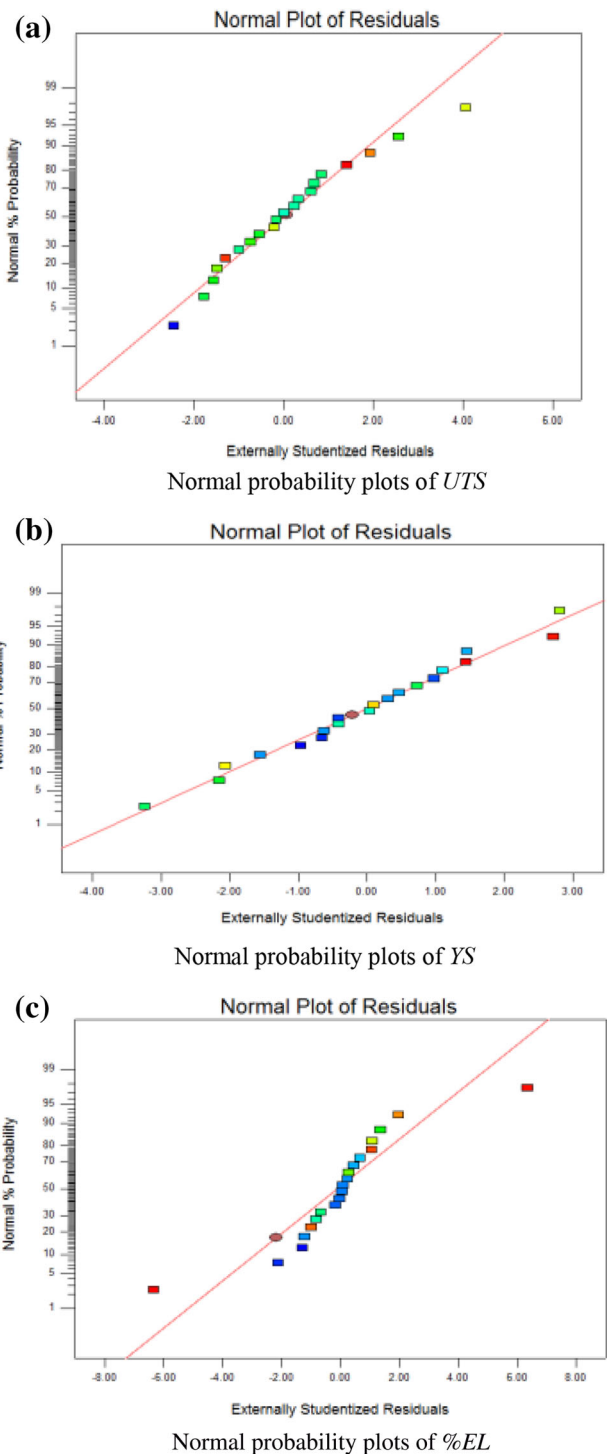 (a)
Normal Plot of Residuals
Normal % Probability
99
95
90
80
70
50
30
20
10
5
1
-4.00 -2.00 0.00 2.00 4.00 6.00
Externally Studentized Residuals
Normal probability plots of UTS
(b)
Normal Plot of Residuals
Normal % Probability
99
95
90
80
70
50
30
20
10
5
1
-4.00 -3.00 -2.00 -1.00 0.00 1.00 2.00 3.00
Externally Studentized Residuals
Normal probability plots of YS
(c)
Normal Plot of Residuals
Normal % Probability
99
95
90
80
70
50
30
20
10
5
1
-8.00 -6.00 -4.00 -2.00 0.00 2.00 4.00 6.00 8.00
Externally Studentized Residuals
Normal probability plots of %EL